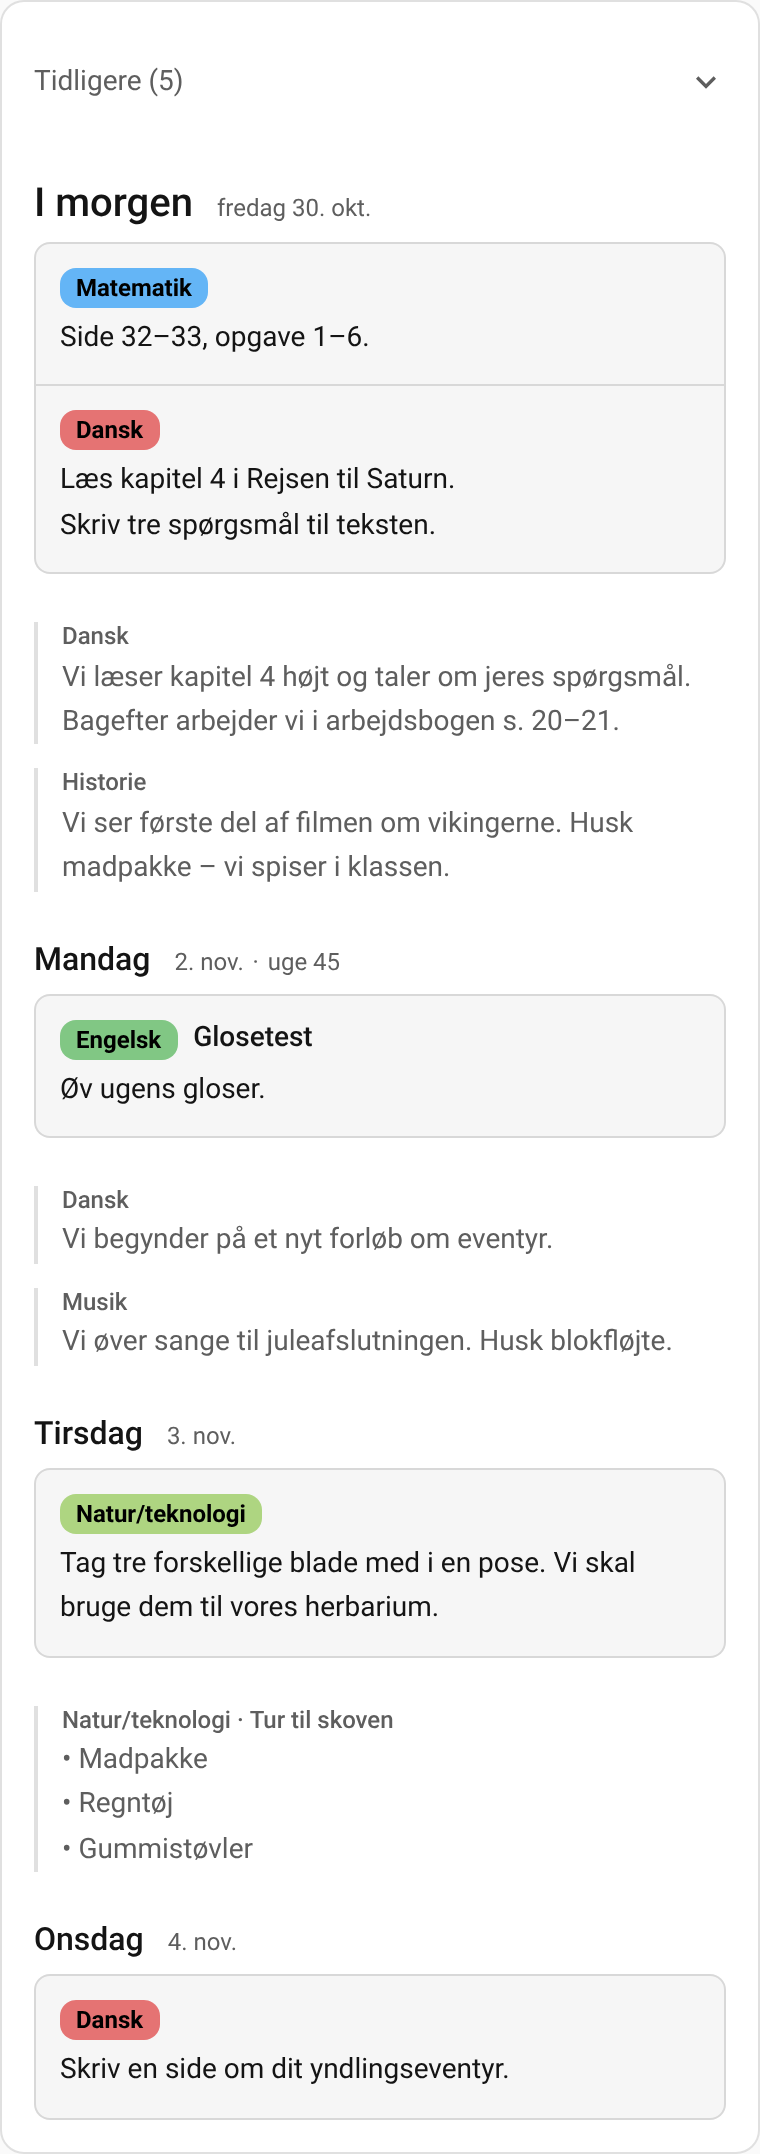 Tidligere (5)
I morgen fredag 30. okt.
Matematik
Side 32–33, opgave 1–6.
Dansk
Læs kapitel 4 i Rejsen til Saturn.
Skriv tre spørgsmål til teksten.
Dansk
Vi læser kapitel 4 højt og taler om jeres spørgsmål.
Bagefter arbejder vi i arbejdsbogen s. 20–21.
Historie
Vi ser første del af filmen om vikingerne. Husk
madpakke – vi spiser i klassen.
Mandag 2. nov. · uge 45
Engelsk Glosetest
Øv ugens gloser.
Dansk
Vi begynder på et nyt forløb om eventyr.
Musik
Vi øver sange til juleafslutningen. Husk blokfløjte.
Tirsdag 3. nov.
Natur/teknologi
Tag tre forskellige blade med i en pose. Vi skal
bruge dem til vores herbarium.
Natur/teknologi · Tur til skoven
• Madpakke
• Regntøj
• Gummistøvler
Onsdag 4. nov.
Dansk
Skriv en side om dit yndlingseventyr.